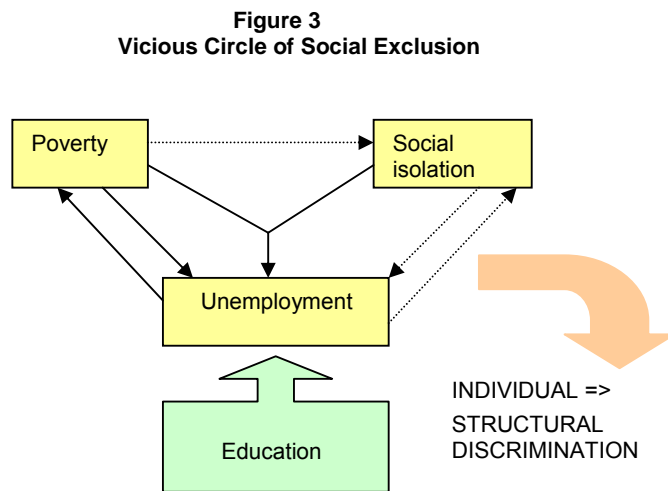 Figure 3
Vicious Circle of Social Exclusion
Poverty
Social
isolation
Unemployment
INDIVIDUAL =>
STRUCTURAL
DISCRIMINATION
Education